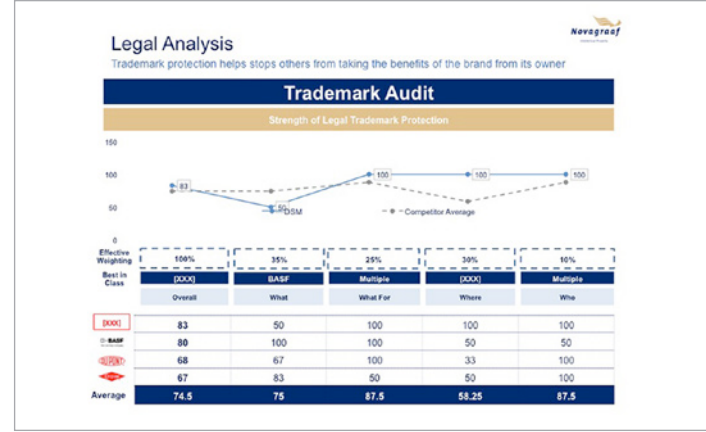 Novagraaf
Legal Analysis
Trademark protection helps stops others from taking the benefits of the brand from its owner
Trademark Audit
Strength of Legal Trademark Protection
150
100
50
0
83
50
100
100
100
DSM
Competitor Average
Effective Weighting 100% 35% 25% 30% 10%
Best in Class [XXX] BASF Multiple [XXX] Multiple
Overall What What For Where Who
[XXX] 83 50 100 100 100
BASF 80 100 100 50 50
DUPONT 68 67 100 33 100
67 83 50 50 100
Average 74.5 75 87.5 58.25 87.5